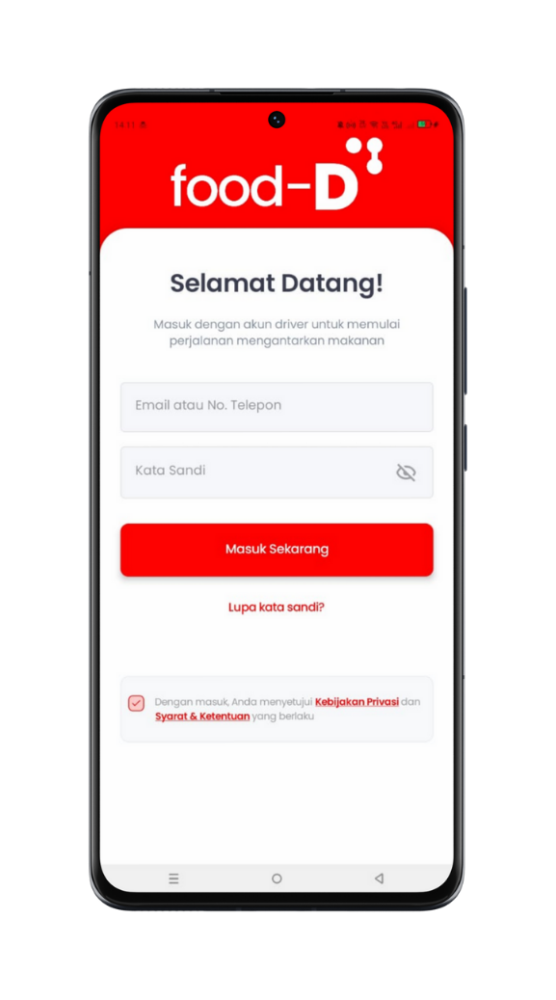 14.11
food-D
Selamat Datang!
Masuk dengan akun driver untuk memulai
perjalanan mengantarkan makanan
Email atau No. Telepon
Kata Sandi
Masuk Sekarang
Lupa kata sandi?
Dengan masuk, Anda menyetujui Kebijakan Privasi dan
Syarat & Ketentuan yang berlaku